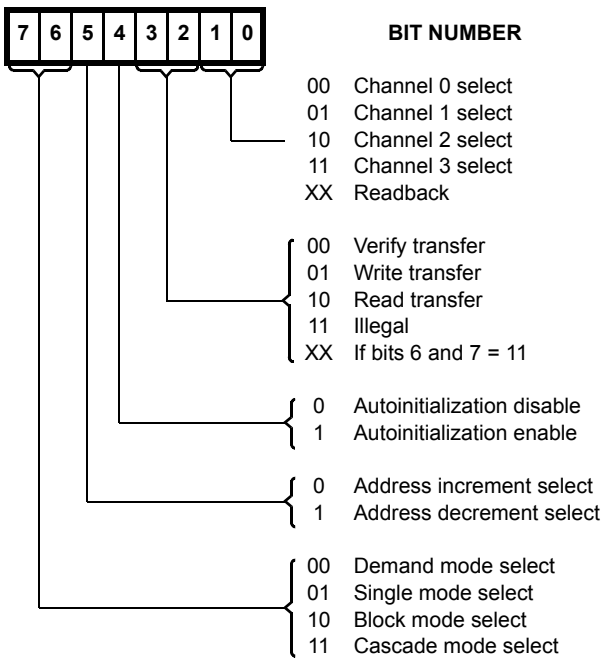 7 6 5 4 3 2 1 0 BIT NUMBER
00 Channel 0 select
01 Channel 1 select
10 Channel 2 select
11 Channel 3 select
XX Readback
00 Verify transfer
01 Write transfer
10 Read transfer
11 Illegal
XX If bits 6 and 7 = 11
0 Autoinitialization disable
1 Autoinitialization enable
0 Address increment select
1 Address decrement select
00 Demand mode select
01 Single mode select
10 Block mode select
11 Cascade mode select